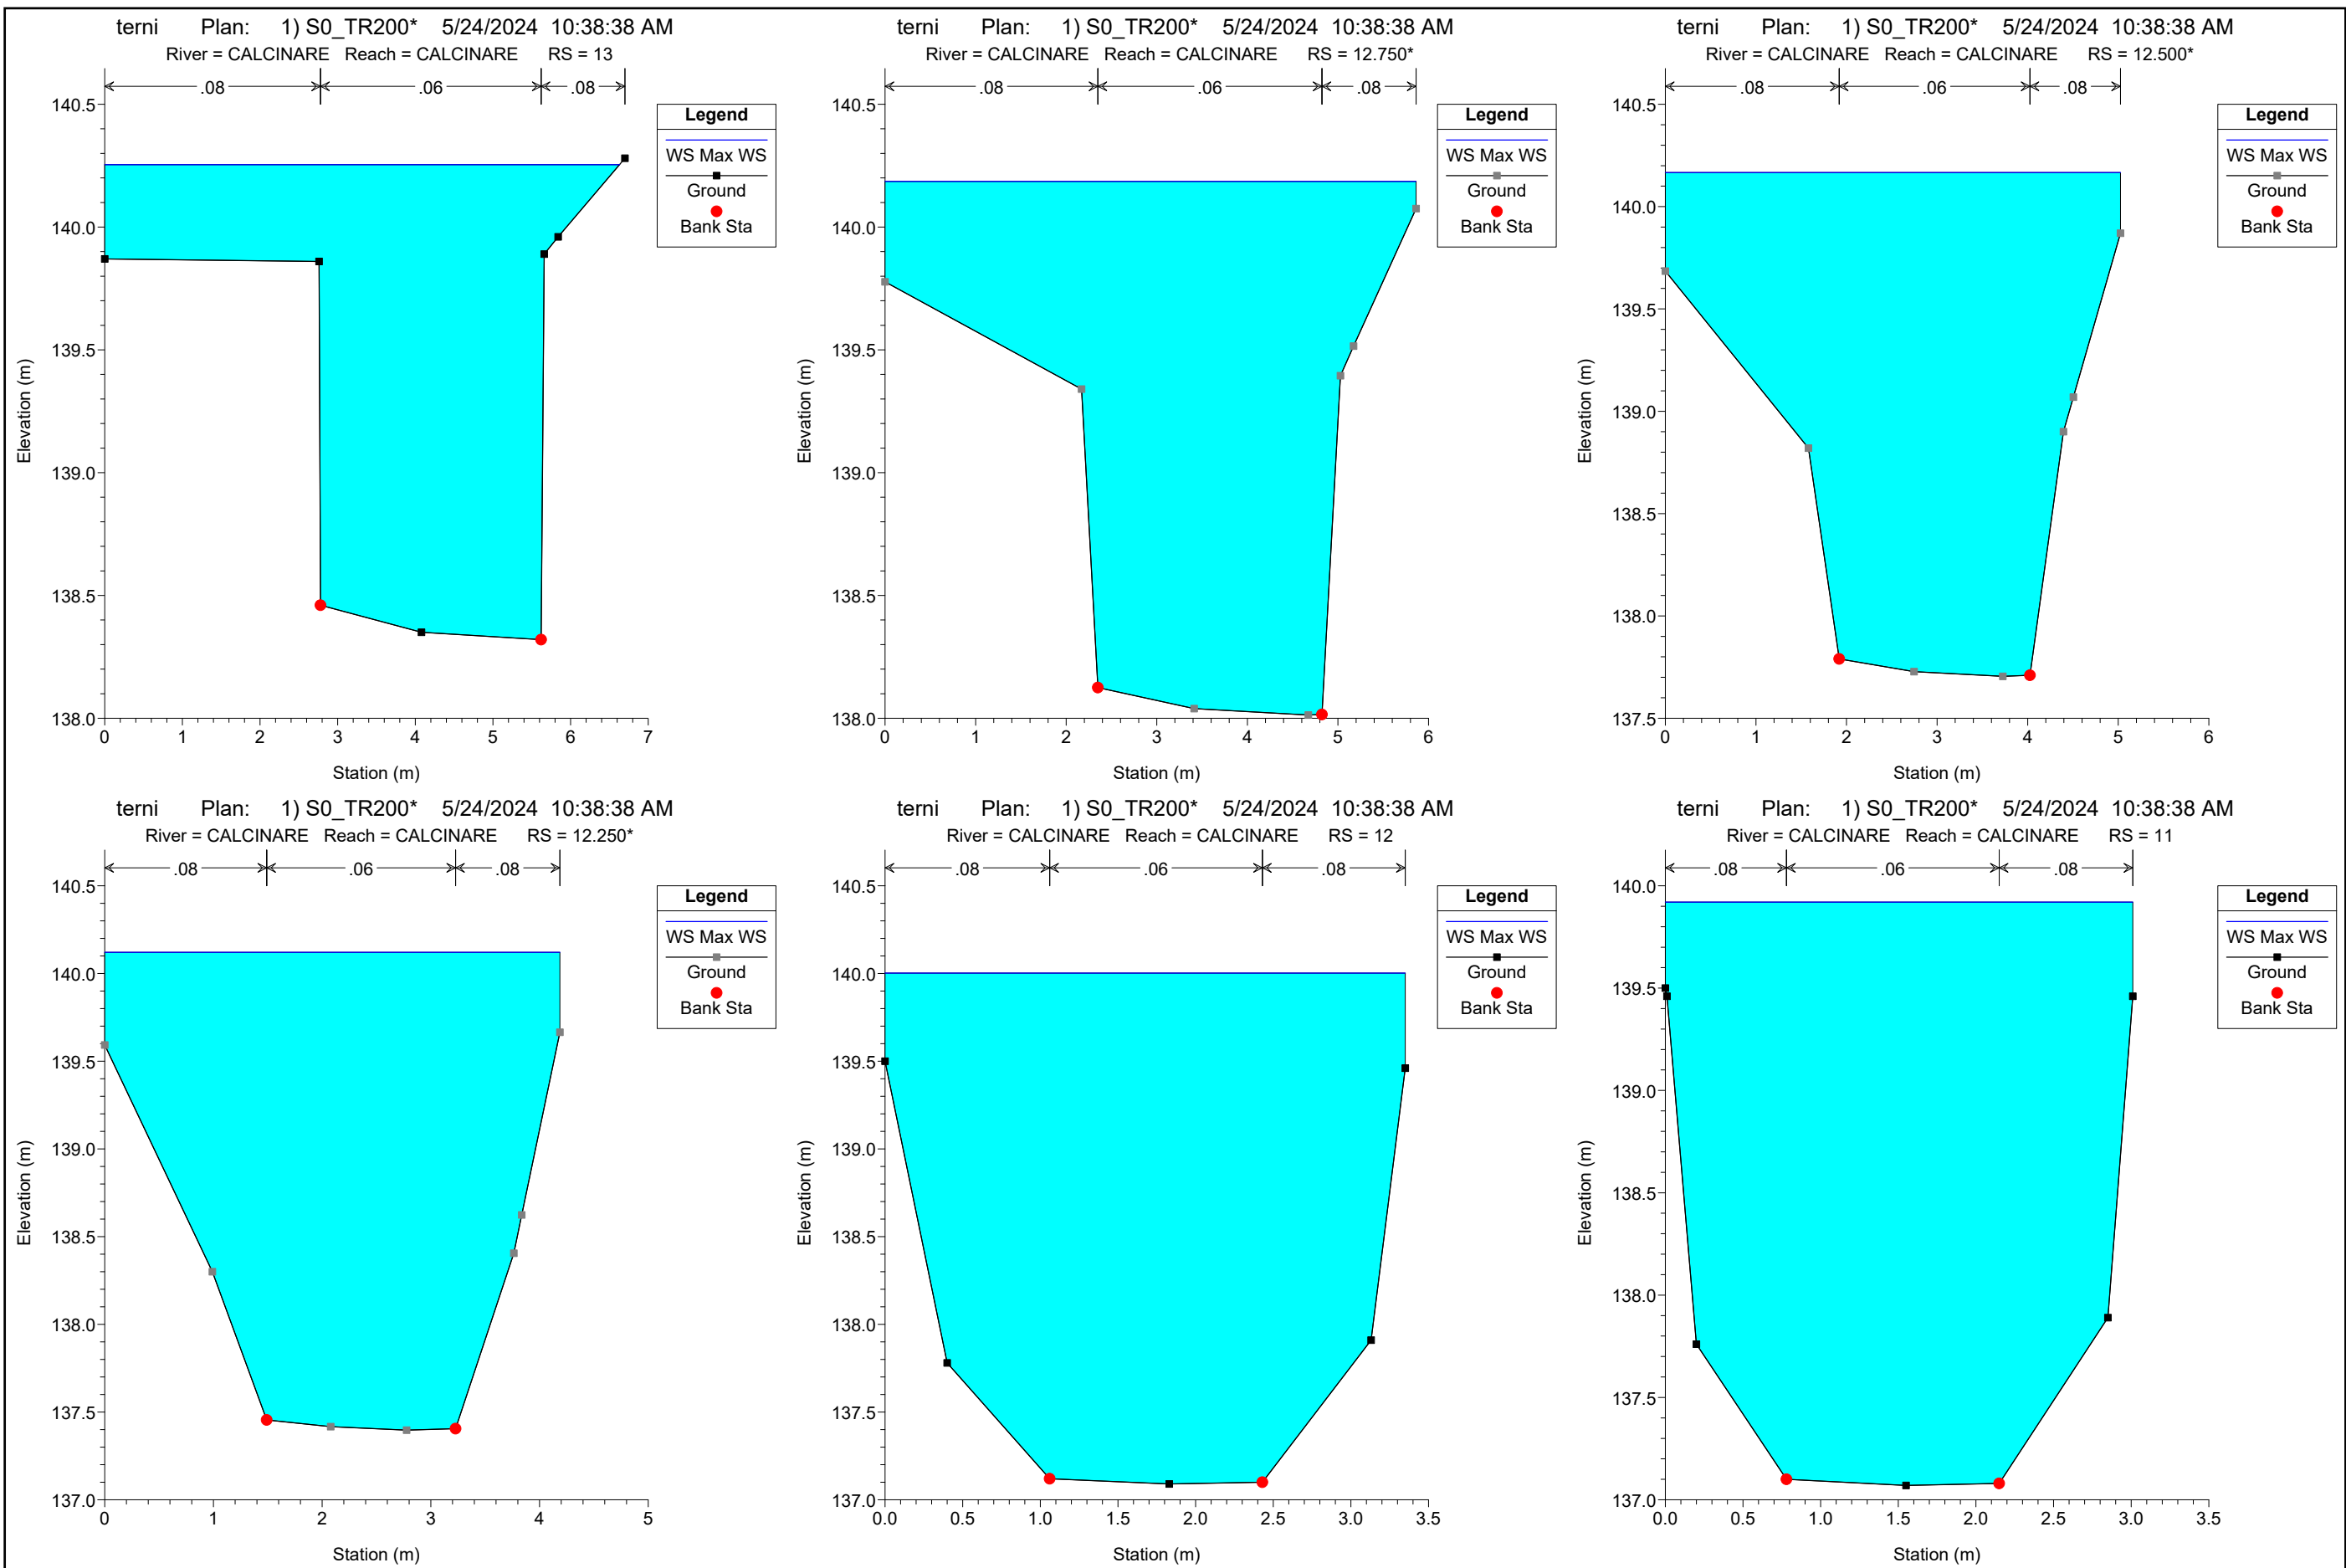 terni Plan: 1) S0_TR200* 5/24/2024 10:38:38 AM
River = CALCINARE Reach = CALCINARE RS = 13
.08 .06 .08
140.5
140.0
139.5
139.0
138.5
138.0
0 1 2 3 4 5 6 7
Station (m)
Elevation (m)
Legend
WS Max WS
Ground
Bank Sta
terni Plan: 1) S0_TR200* 5/24/2024 10:38:38 AM
River = CALCINARE Reach = CALCINARE RS = 12.750*
.08 .06 .08
140.5
140.0
139.5
139.0
138.5
138.0
0 1 2 3 4 5 6
Station (m)
Elevation (m)
Legend
WS Max WS
Ground
Bank Sta
terni Plan: 1) S0_TR200* 5/24/2024 10:38:38 AM
River = CALCINARE Reach = CALCINARE RS = 12.500*
.08 .06 .08
140.5
140.0
139.5
139.0
138.5
138.0
137.5
0 1 2 3 4 5 6
Station (m)
Elevation (m)
Legend
WS Max WS
Ground
Bank Sta
terni Plan: 1) S0_TR200* 5/24/2024 10:38:38 AM
River = CALCINARE Reach = CALCINARE RS = 12.250*
.08 .06 .08
140.5
140.0
139.5
139.0
138.5
138.0
137.5
137.0
0 1 2 3 4 5
Station (m)
Elevation (m)
Legend
WS Max WS
Ground
Bank Sta
terni Plan: 1) S0_TR200* 5/24/2024 10:38:38 AM
River = CALCINARE Reach = CALCINARE RS = 12
.08 .06 .08
140.5
140.0
139.5
139.0
138.5
138.0
137.5
137.0
0.0 0.5 1.0 1.5 2.0 2.5 3.0 3.5
Station (m)
Elevation (m)
Legend
WS Max WS
Ground
Bank Sta
terni Plan: 1) S0_TR200* 5/24/2024 10:38:38 AM
River = CALCINARE Reach = CALCINARE RS = 11
.08 .06 .08
140.0
139.5
139.0
138.5
138.0
137.5
137.0
0.0 0.5 1.0 1.5 2.0 2.5 3.0 3.5
Station (m)
Elevation (m)
Legend
WS Max WS
Ground
Bank Sta